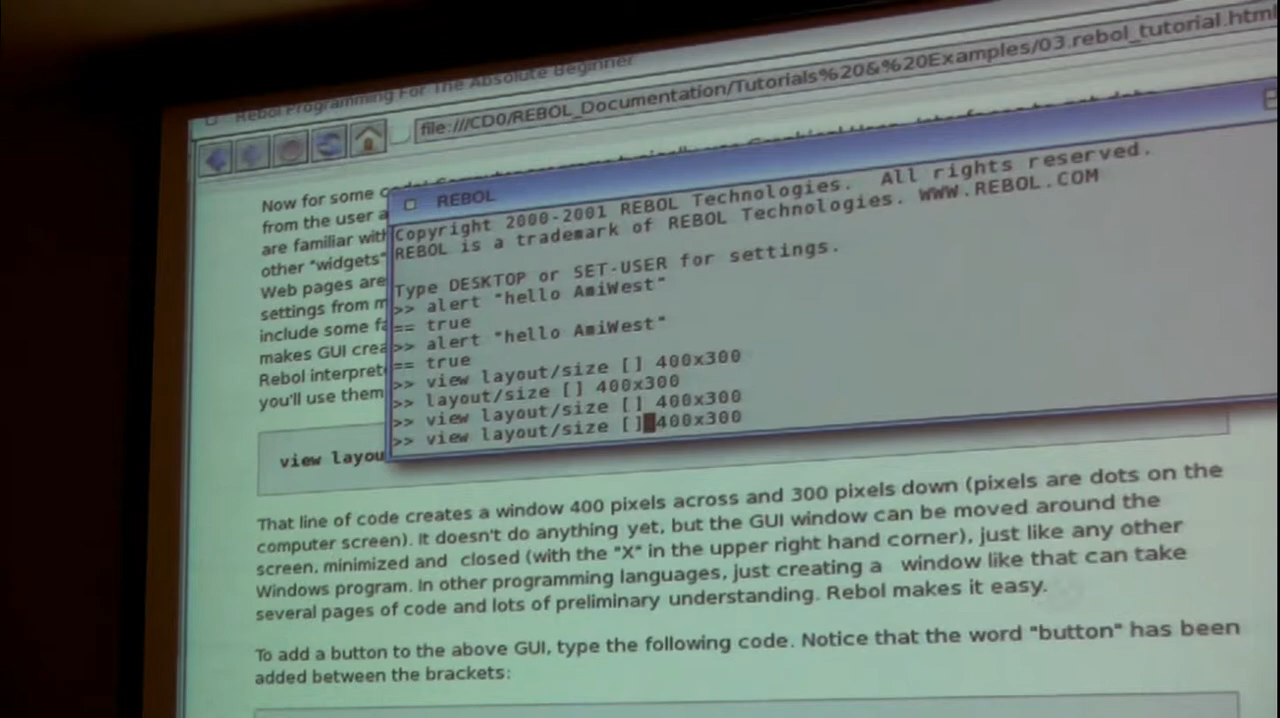 Rebol Programming For The Absolute Beginner
file:///CD0/REBOL_Documentation/Tutorials%20&%20Examples/03.rebol_tutorial.html
Now for some
from the user a
are familiar with
other "widgets"
Web pages are
settings from m
include some fa
makes GUI crea
Rebol interpret
you'll use them
REBOL
Copyright 2000-2001 REBOL Technologies. All rights reserved.
REBOL is a trademark of REBOL Technologies. WWW.REBOL.COM
Type DESKTOP or SET-USER for settings.
>> alert "hello AmiWest"
== true
>> alert "hello AmiWest"
== true
>> view layout/size [] 400x300
>> layout/size [] 400x300
>> view layout/size [] 400x300
>> view layout/size [] 400x300
view layou
That line of code creates a window 400 pixels across and 300 pixels down (pixels are dots on the
computer screen). It doesn't do anything yet, but the GUI window can be moved around the
screen, minimized and closed (with the "X" in the upper right hand corner), just like any other
Windows program. In other programming languages, just creating a window like that can take
several pages of code and lots of preliminary understanding. Rebol makes it easy.
To add a button to the above GUI, type the following code. Notice that the word "button" has been
added between the brackets: